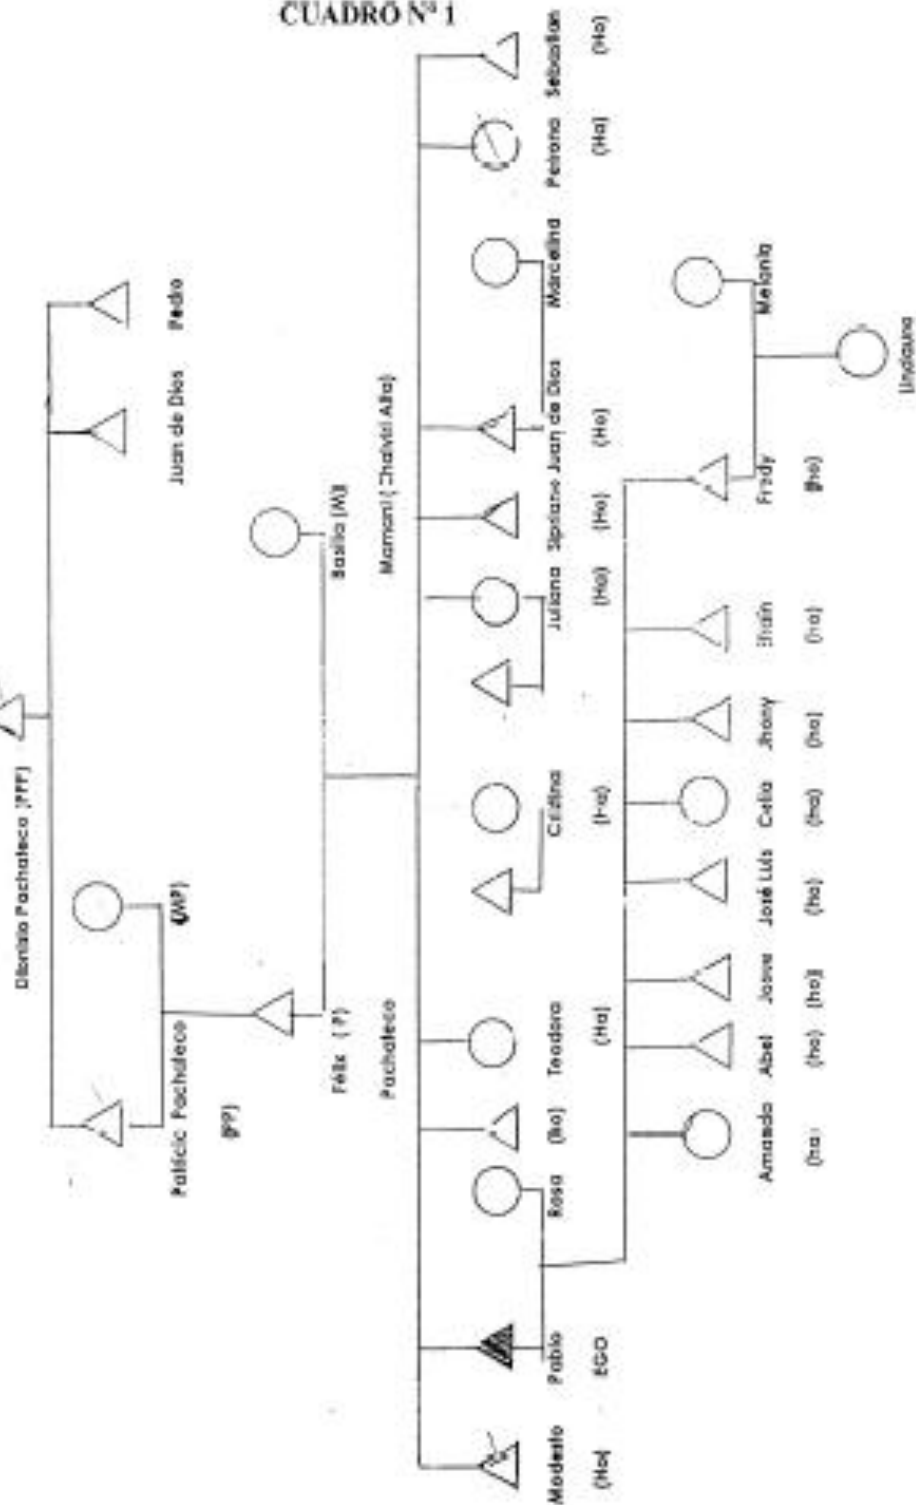 CUADRO Nº 1
Dionisio Pachateco (PPP)
Patricio Pachateco
(PP)
(MP)
Juan de Dios
Pedro
Félix (P)
Pachateco
Basilia (M)
Mamani (Chalviri Alta)
Modesto
(Ho)
Pablo
EGO
Rosa
(Ho)
Teodora
(Ha)
Cristina
(Ha)
Juliana
(Ha)
Sipriano
(Ho)
Juan de Dios
(Ho)
Marcelina
Petrona
(Ha)
Sebastian
(Ho)
Amanda
(ha)
Abel
(ho)
Josue
(ho)
José Luis
(ho)
Celia
(ha)
Jhony
(ho)
Efraín
(ho)
Fredy
(ho)
Melania